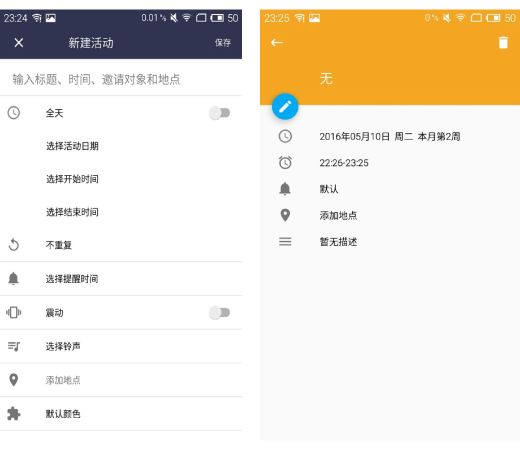 23:24
0.01% 50
新建活动
保存
输入标题、时间、邀请对象和地点
全天
选择活动日期
选择开始时间
选择结束时间
不重复
选择提醒时间
震动
选择铃声
添加地点
默认颜色
23:25
0% 50
无
2016年05月10日 周二 本月第2周
22:26-23:25
默认
添加地点
暂无描述